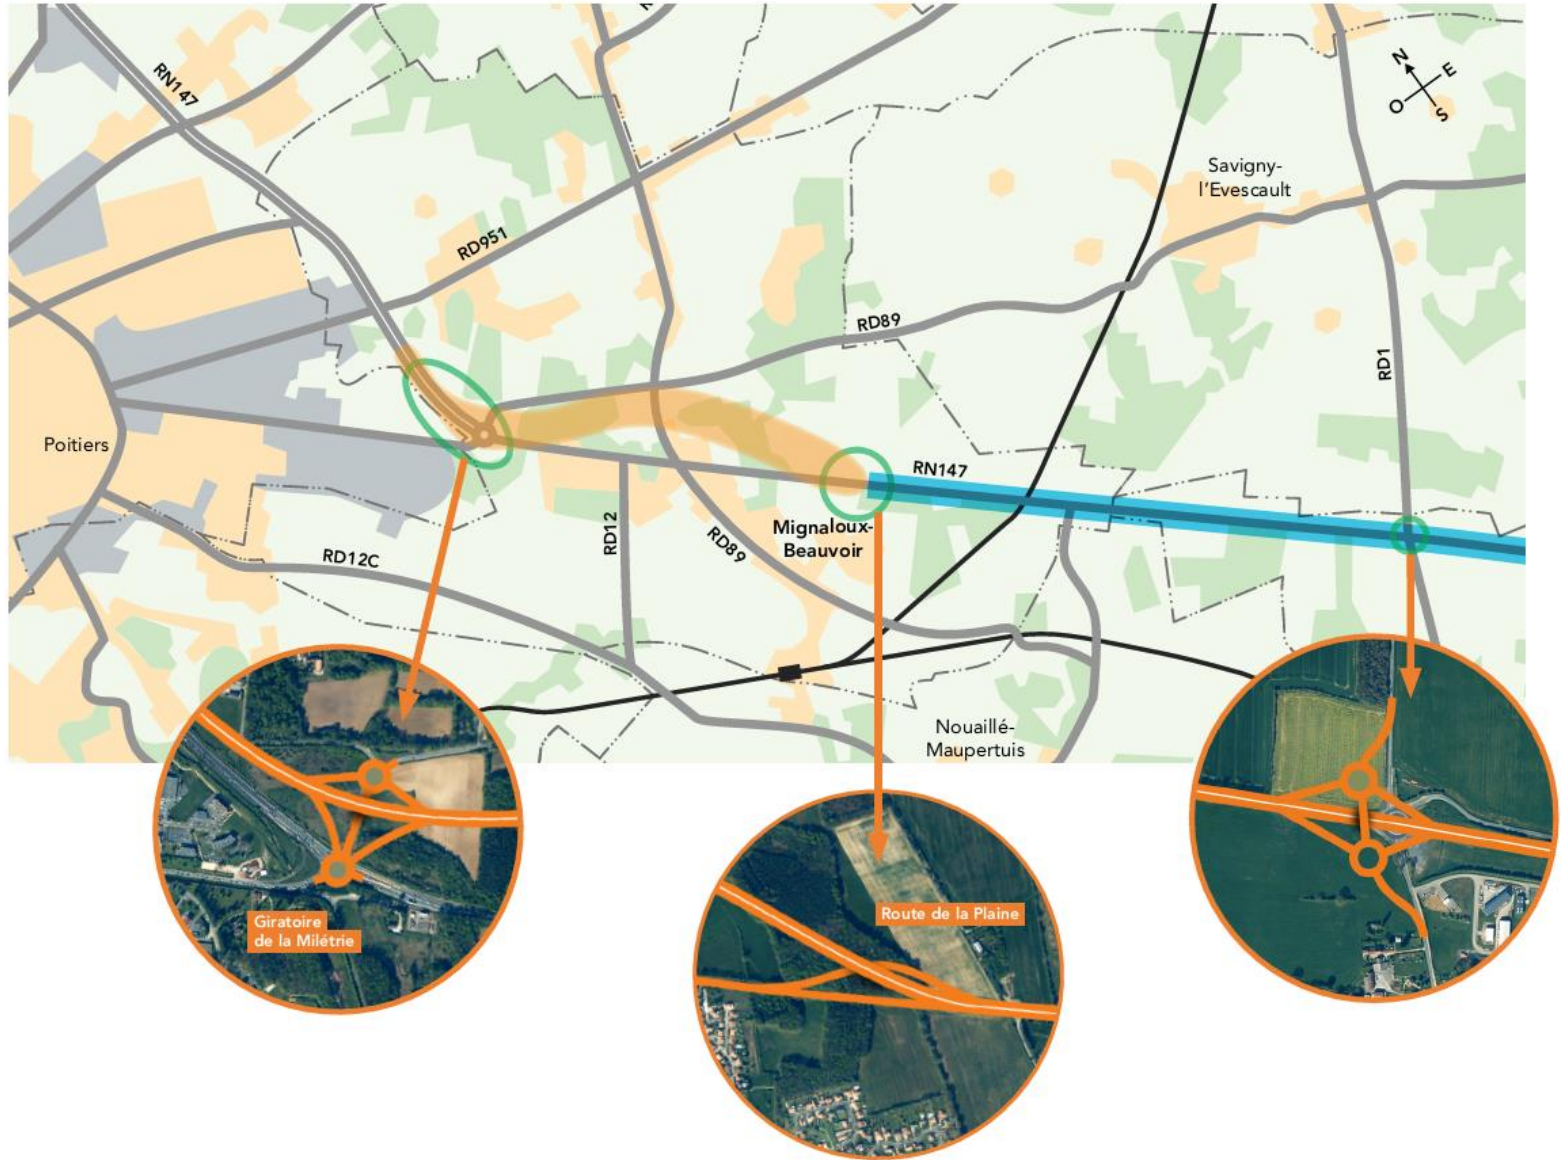 RN147
N
E
O
S
Savigny-
l'Evescault
RD951
RD89
RD1
Poitiers
RN147
Mignaloux-
Beauvoir
RD12
RD89
RD12C
Nouaillé-
Maupertuis
Giratoire
de la Milétrie
Route de la Plaine